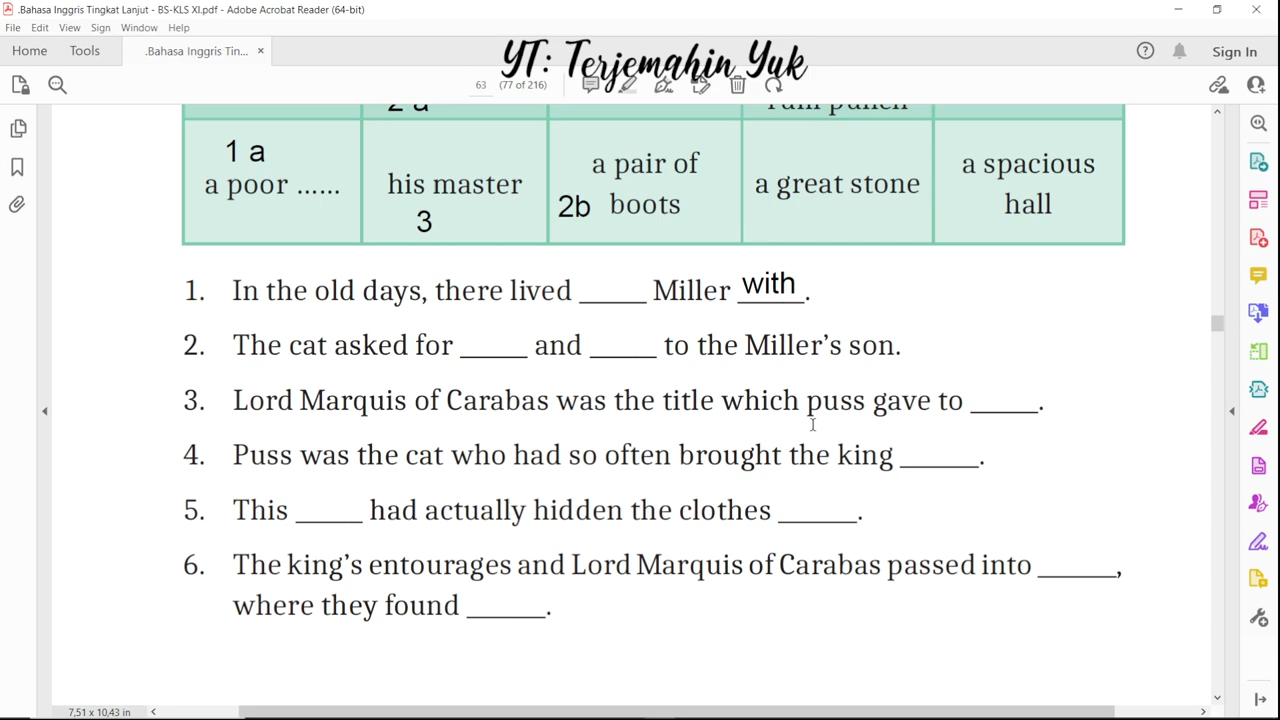 .Bahasa Inggris Tingkat Lanjut - BS-KLS XI.pdf - Adobe Acrobat Reader (64-bit)
File Edit View Sign Window Help
Home Tools .Bahasa Inggris Tin... × Sign In
YT: Terjemahin Yuk
63 (77 of 216)
2 a
rum punch
1 a
a poor ......
his master
3
a pair of
2b boots
a great stone
a spacious
hall
1. In the old days, there lived _____ Miller with.
2. The cat asked for _____ and _____ to the Miller's son.
3. Lord Marquis of Carabas was the title which puss gave to _____.
4. Puss was the cat who had so often brought the king ______.
5. This _____ had actually hidden the clothes ______.
6. The king's entourages and Lord Marquis of Carabas passed into ______,
where they found ______.
7,51 x 10,43 in